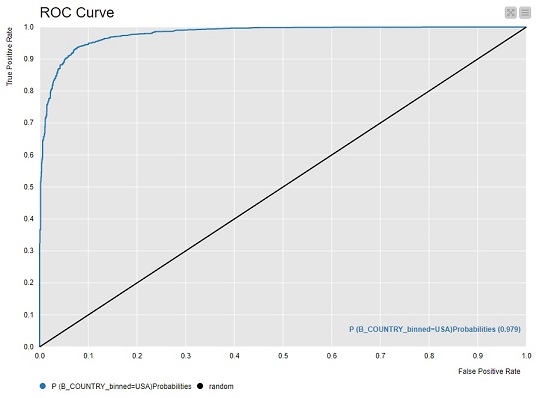 ROC Curve
True Positive Rate
1.0
0.9
0.8
0.7
0.6
0.5
0.4
0.3
0.2
0.1
0.0
P (B_COUNTRY_binned=USA)Probabilities (0.979)
0.0 0.1 0.2 0.3 0.4 0.5 0.6 0.7 0.8 0.9 1.0
False Positive Rate
P (B_COUNTRY_binned=USA)Probabilities random